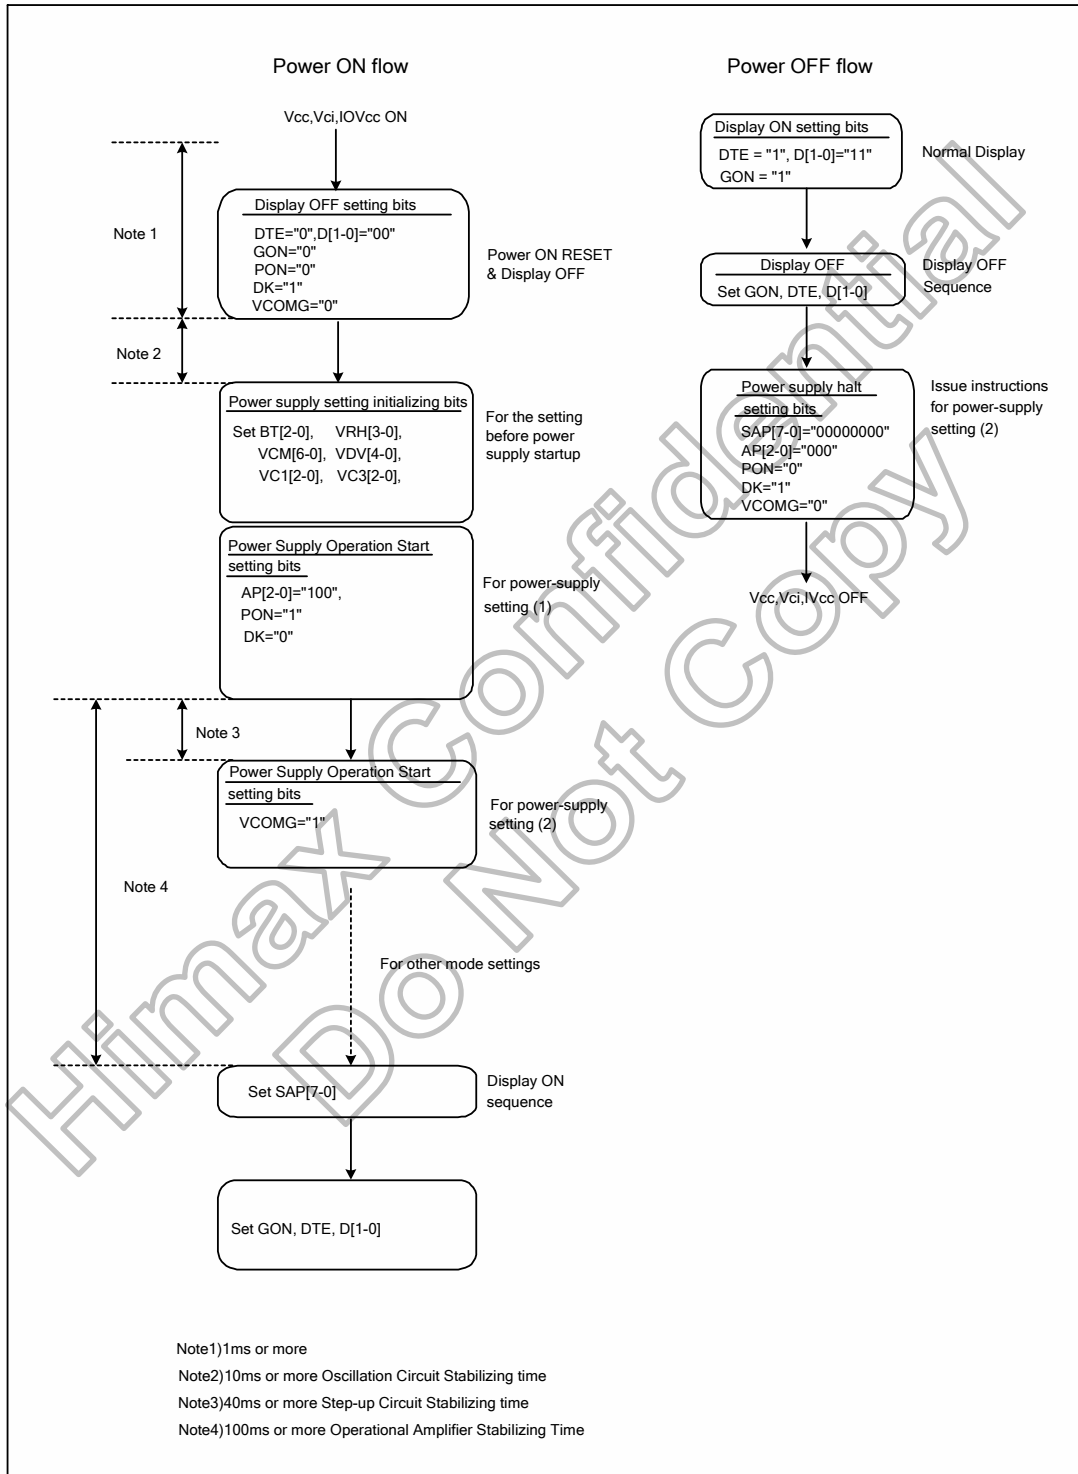 Power ON flow
Vcc,Vci,IOVcc ON
Note 1
Display OFF setting bits
DTE="0",D[1-0]="00"
GON="0"
PON="0"
DK="1"
VCOMG="0"
Power ON RESET
& Display OFF
Note 2
Power supply setting initializing bits
Set BT[2-0], VRH[3-0],
VCM[6-0], VDV[4-0],
VC1[2-0], VC3[2-0],
For the setting
before power
supply startup
Power Supply Operation Start
setting bits
AP[2-0]="100",
PON="1"
DK="0"
For power-supply
setting (1)
Note 3
Power Supply Operation Start
setting bits
VCOMG="1"
For power-supply
setting (2)
Note 4
For other mode settings
Set SAP[7-0]
Display ON
sequence
Set GON, DTE, D[1-0]
Power OFF flow
Display ON setting bits
DTE = "1", D[1-0]="11"
GON = "1"
Normal Display
Display OFF
Set GON, DTE, D[1-0]
Display OFF
Sequence
Power supply halt
setting bits
SAP[7-0]="00000000"
AP[2-0]="000"
PON="0"
DK="1"
VCOMG="0"
Issue instructions
for power-supply
setting (2)
Vcc,Vci,IVcc OFF
Note1)1ms or more
Note2)10ms or more Oscillation Circuit Stabilizing time
Note3)40ms or more Step-up Circuit Stabilizing time
Note4)100ms or more Operational Amplifier Stabilizing Time
Himax Confidential
Do Not Copy